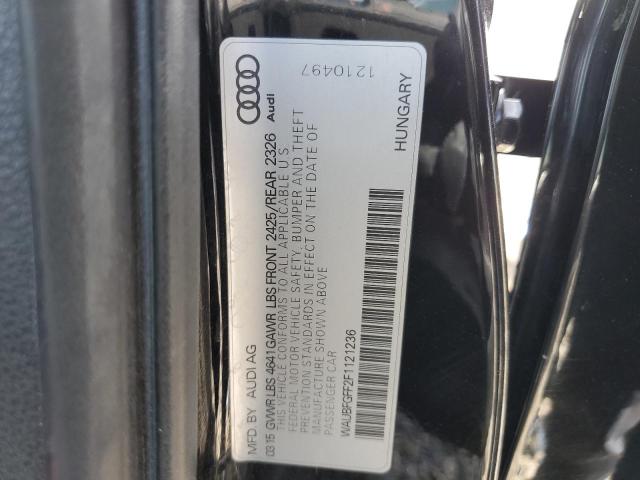 MFD. BY AUDI AG
03 15 GVWR LBS 4641 GAWR LBS FRONT 2425/REAR 2326
THIS VEHICLE CONFORMS TO ALL APPLICABLE U S
FEDERAL MOTOR VEHICLE SAFETY, BUMPER AND THEFT
PREVENTION STANDARDS IN EFFECT ON THE DATE OF
MANUFACTURE SHOWN ABOVE
PASSENGER CAR
WAUBFGFF2F1121236
HUNGARY
Audi
1210497